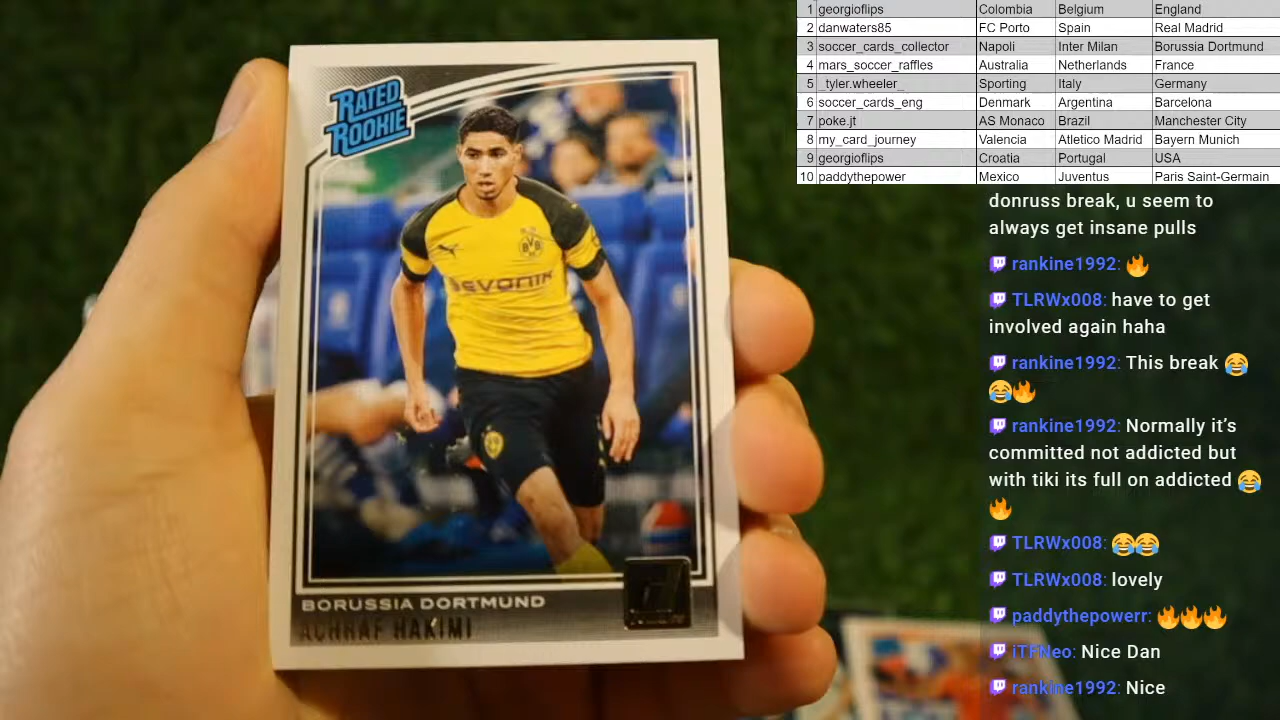 1 georgioflips Colombia Belgium England
2 danwaters85 FC Porto Spain Real Madrid
3 soccer_cards_collector Napoli Inter Milan Borussia Dortmund
4 mars_soccer_raffles Australia Netherlands France
5 _tyler.wheeler_ Sporting Italy Germany
6 soccer_cards_eng Denmark Argentina Barcelona
7 poke.jt AS Monaco Brazil Manchester City
8 my_card_journey Valencia Atletico Madrid Bayern Munich
9 georgioflips Croatia Portugal USA
10 paddythepower Mexico Juventus Paris Saint-Germain
RATED
ROOKIE
BVB
EVONIK
BORUSSIA DORTMUND
ACHRAF HAKIMI
donruss break, u seem to
always get insane pulls
rankine1992: 🔥
TLRWx008: have to get
involved again haha
rankine1992: This break 😂
😂🔥
rankine1992: Normally it’s
committed not addicted but
with tiki its full on addicted 😂
🔥
TLRWx008: 😂😂
TLRWx008: lovely
paddythepowerr: 🔥🔥🔥
iTFNeo: Nice Dan
rankine1992: Nice